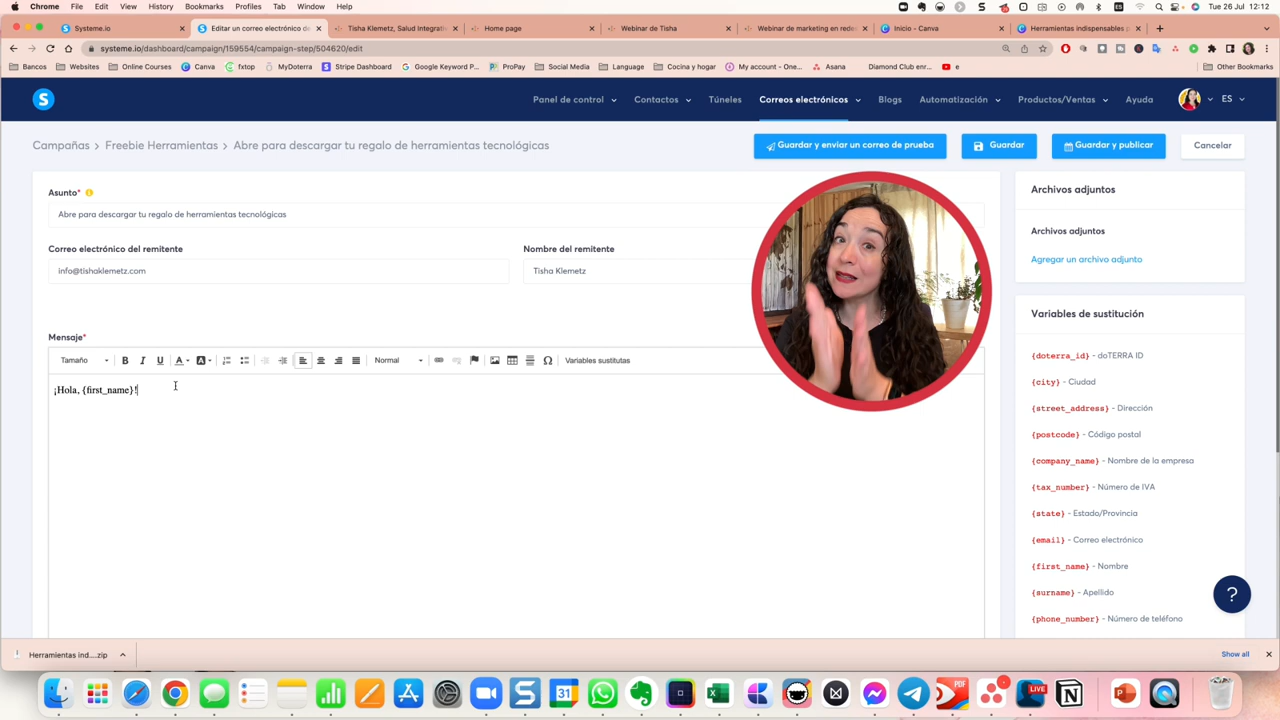 Chrome File Edit View History Bookmarks Profiles Tab Window Help
Tue 26 Jul 12:12
Systeme.io
Editar un correo electrónico d
Tisha Klemetz, Salud Integrativ
Home page
Webinar de Tisha
Webinar de marketing en rede
Inicio - Canva
Herramientas indispensables p
systeme.io/dashboard/campaign/159554/campaign-step/504620/edit
Bancos Websites Online Courses Canva fxtop MyDoterra Stripe Dashboard Google Keyword P... ProPay Social Media Language Cocina y hogar My account - One... Asana Diamond Club enr... e Other Bookmarks
S Panel de control Contactos Túneles Correos electrónicos Blogs Automatización Productos/Ventas Ayuda ES
Campañas > Freebie Herramientas > Abre para descargar tu regalo de herramientas tecnológicas
Guardar y enviar un correo de prueba
Guardar
Guardar y publicar
Cancelar
Asunto*
Abre para descargar tu regalo de herramientas tecnológicas
Correo electrónico del remitente
info@tishaklemetz.com
Nombre del remitente
Tisha Klemetz
Mensaje*
Tamaño B I U A A Normal Ω Variables sustitutas
¡Hola, {first_name}!
Archivos adjuntos
Archivos adjuntos
Agregar un archivo adjunto
Variables de sustitución
{doterra_id} - doTERRA ID
{city} - Ciudad
{street_address} - Dirección
{postcode} - Código postal
{company_name} - Nombre de la empresa
{tax_number} - Número de IVA
{state} - Estado/Provincia
{email} - Correo electrónico
{first_name} - Nombre
{surname} - Apellido
{phone_number} - Número de teléfono
?
Herramientas ind....zip
Show all